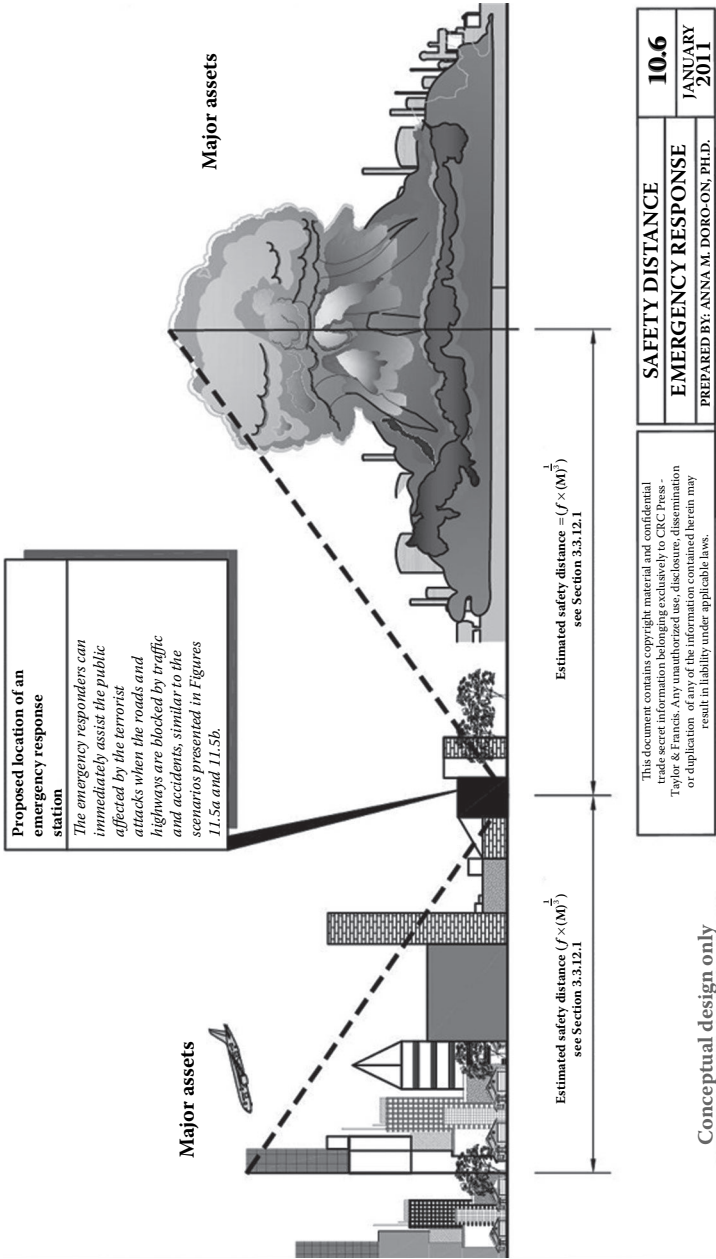 Major assets
Proposed location of an
emergency response
station
The emergency responders can
immediately assist the public
affected by the terrorist
attacks when the roads and
highways are blocked by traffic
and accidents, similar to the
scenarios presented in Figures
11.5a and 11.5b.
Major assets
Estimated safety distance (f × (M)^1/3)
see Section 3.3.12.1
Estimated safety distance = (f × (M)^1/3)
see Section 3.3.12.1
Conceptual design only
This document contains copyright material and confidential
trade secret information belonging exclusively to CRC Press -
Taylor & Francis. Any unauthorized use, disclosure, dissemination
or duplication of any of the information contained herein may
result in liability under applicable laws.
SAFETY DISTANCE
EMERGENCY RESPONSE
PREPARED BY: ANNA M. DORO-ON, PH.D.
10.6
JANUARY
2011